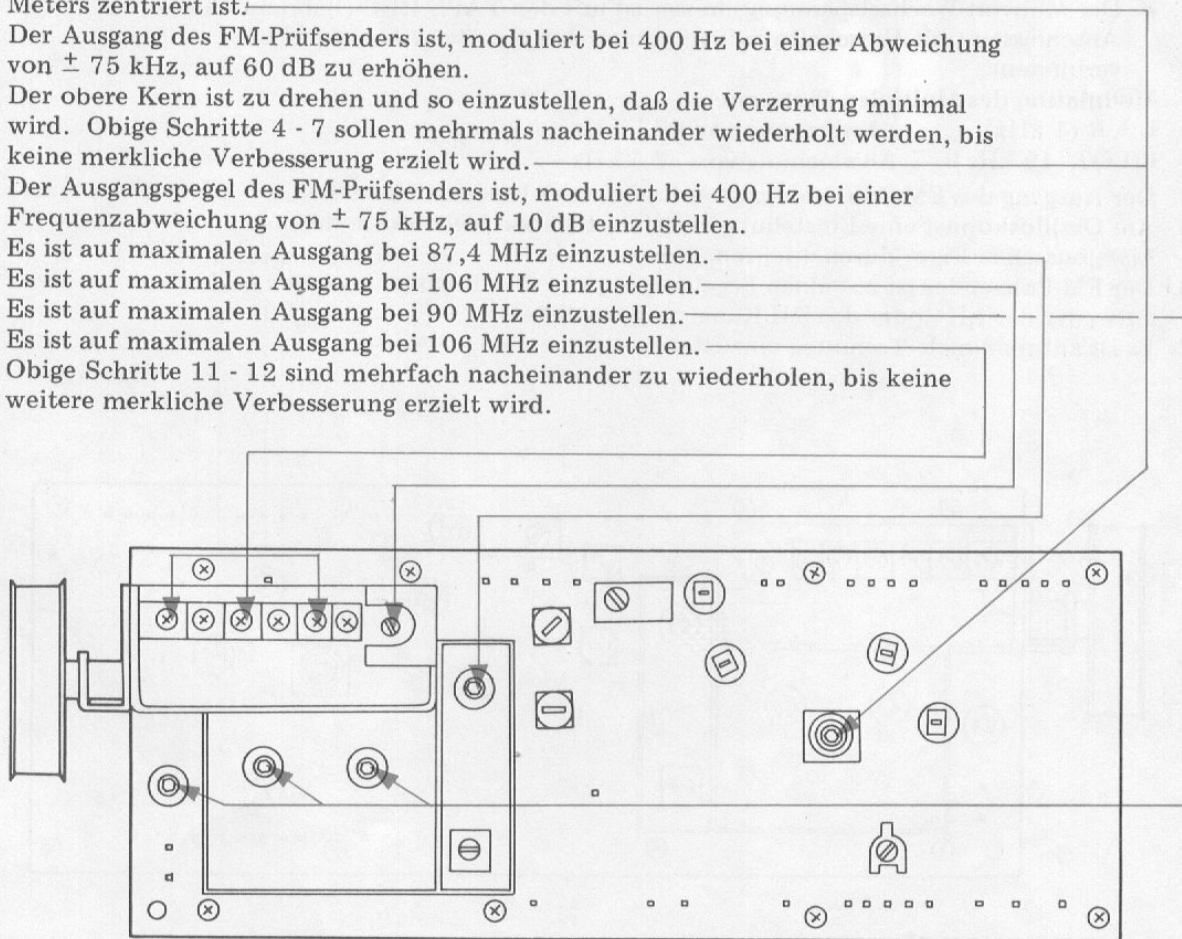 Meters zentriert ist.
Der Ausgang des FM-Prüfsenders ist, moduliert bei 400 Hz bei einer Abweichung
von ± 75 kHz, auf 60 dB zu erhöhen.
Der obere Kern ist zu drehen und so einzustellen, daß die Verzerrung minimal
wird. Obige Schritte 4 - 7 sollen mehrmals nacheinander wiederholt werden, bis
keine merkliche Verbesserung erzielt wird.
Der Ausgangspegel des FM-Prüfsenders ist, moduliert bei 400 Hz bei einer
Frequenzabweichung von ± 75 kHz, auf 10 dB einzustellen.
Es ist auf maximalen Ausgang bei 87,4 MHz einzustellen.
Es ist auf maximalen Ausgang bei 106 MHz einzustellen.
Es ist auf maximalen Ausgang bei 90 MHz einzustellen.
Es ist auf maximalen Ausgang bei 106 MHz einzustellen.
Obige Schritte 11 - 12 sind mehrfach nacheinander zu wiederholen, bis keine
weitere merkliche Verbesserung erzielt wird.